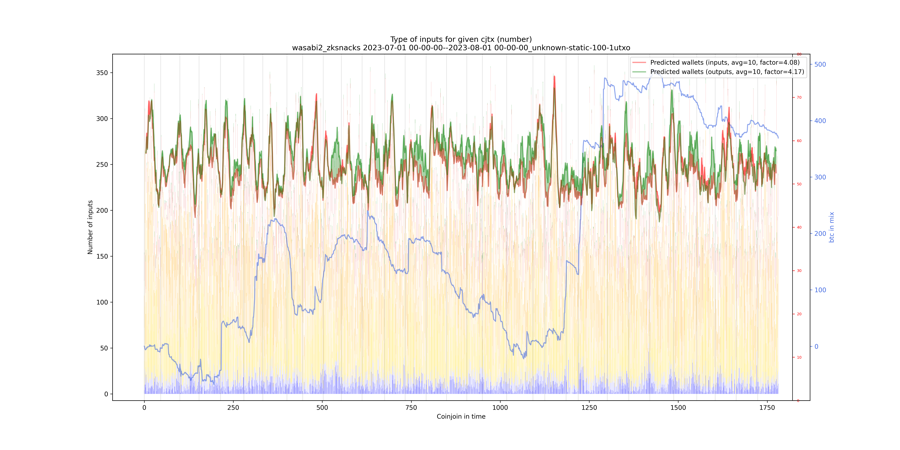 Type of inputs for given cjtx (number)
wasabi2_zksnacks 2023-07-01 00-00-00--2023-08-01 00-00-00_unknown-static-100-1utxo
Predicted wallets (inputs, avg=10, factor=4.08)
Predicted wallets (outputs, avg=10, factor=4.17)
Number of inputs
350
300
250
200
150
100
50
0
0 250 500 750 1000 1250 1500 1750
Coinjoin in time
70
60
50
40
30
20
10
500
400
300
200
100
0
btc in mix